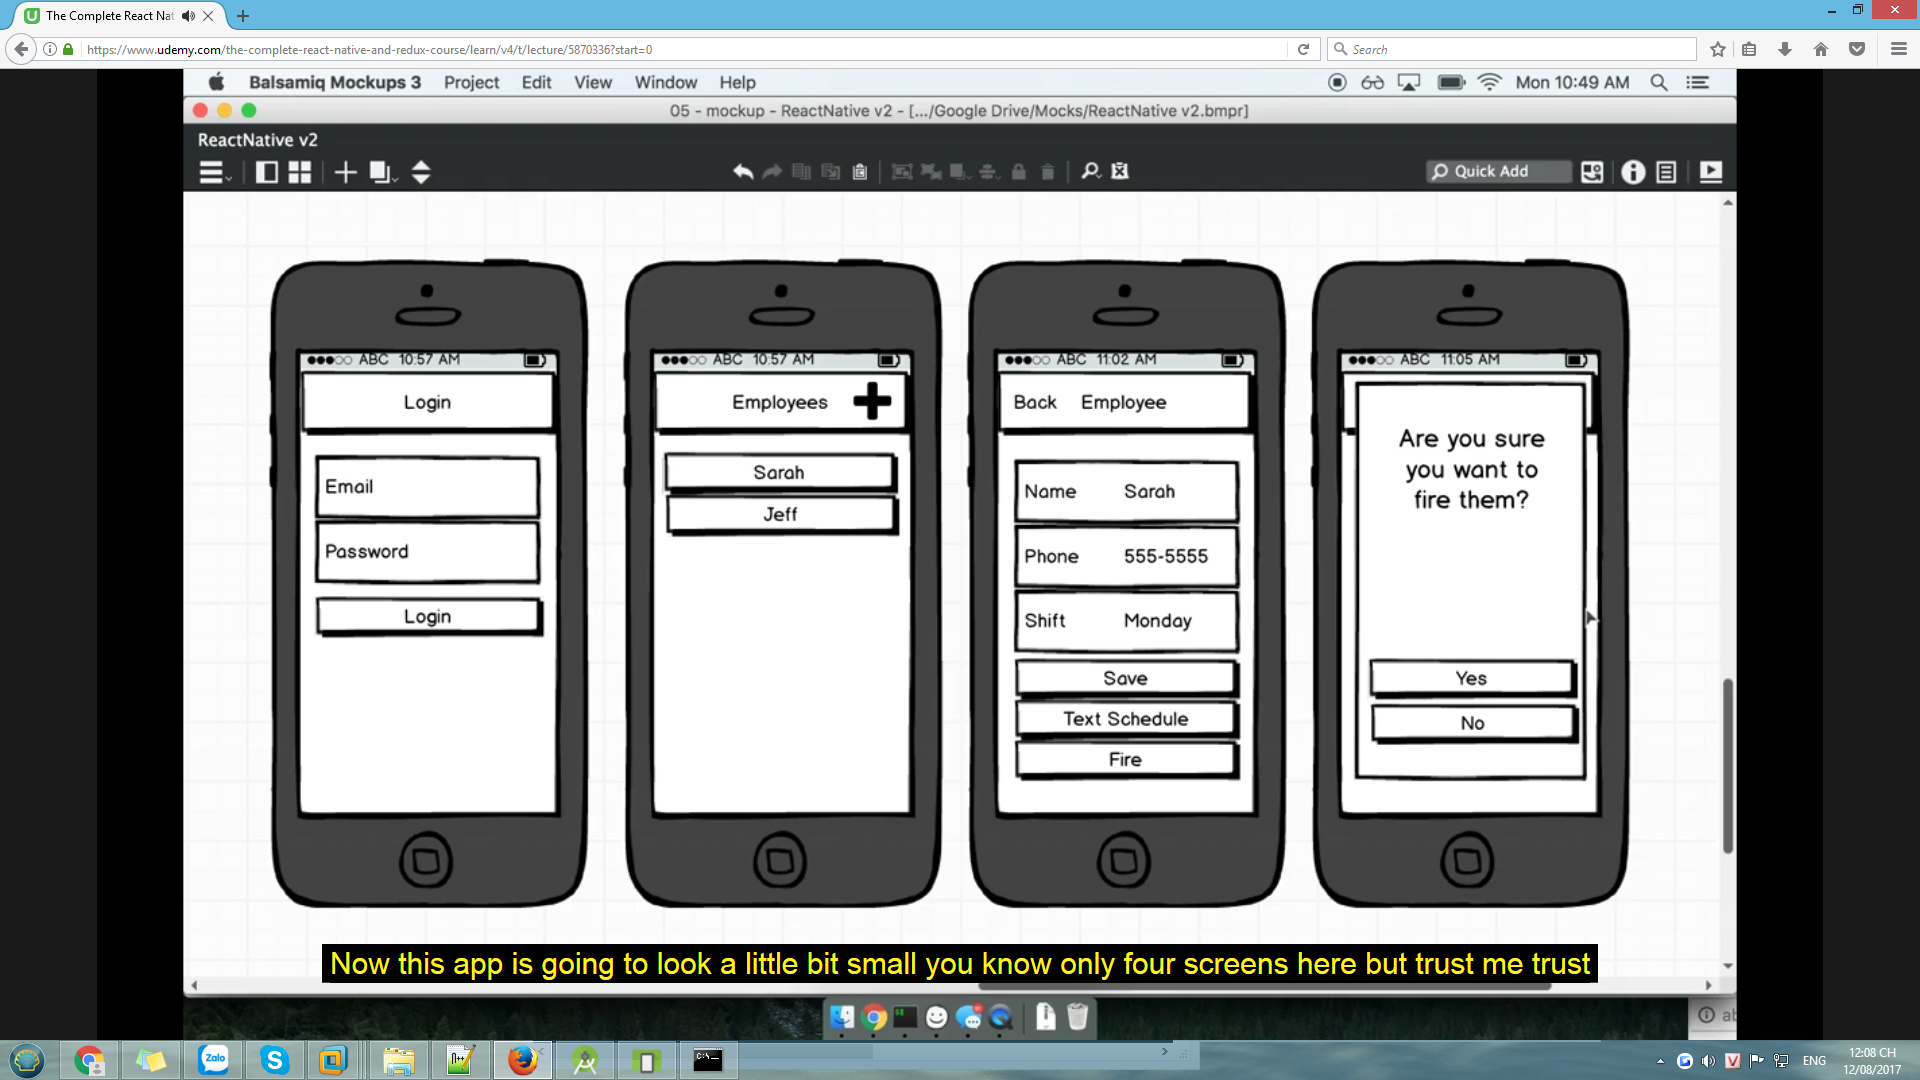 The Complete React Nat
https://www.udemy.com/the-complete-react-native-and-redux-course/learn/v4/t/lecture/5870336?start=0
Search
Balsamiq Mockups 3 Project Edit View Window Help
Mon 10:49 AM
05 - mockup - ReactNative v2 - [.../Google Drive/Mocks/ReactNative v2.bmpr]
ReactNative v2
Quick Add
ABC 10:57 AM
Login
Email
Password
Login
ABC 10:57 AM
Employees
Sarah
Jeff
ABC 11:02 AM
Back Employee
Name Sarah
Phone 555-5555
Shift Monday
Save
Text Schedule
Fire
ABC 11:05 AM
Are you sure
you want to
fire them?
Yes
No
Now this app is going to look a little bit small you know only four screens here but trust me trust
Zalo
ENG
12:08 CH
12/08/2017